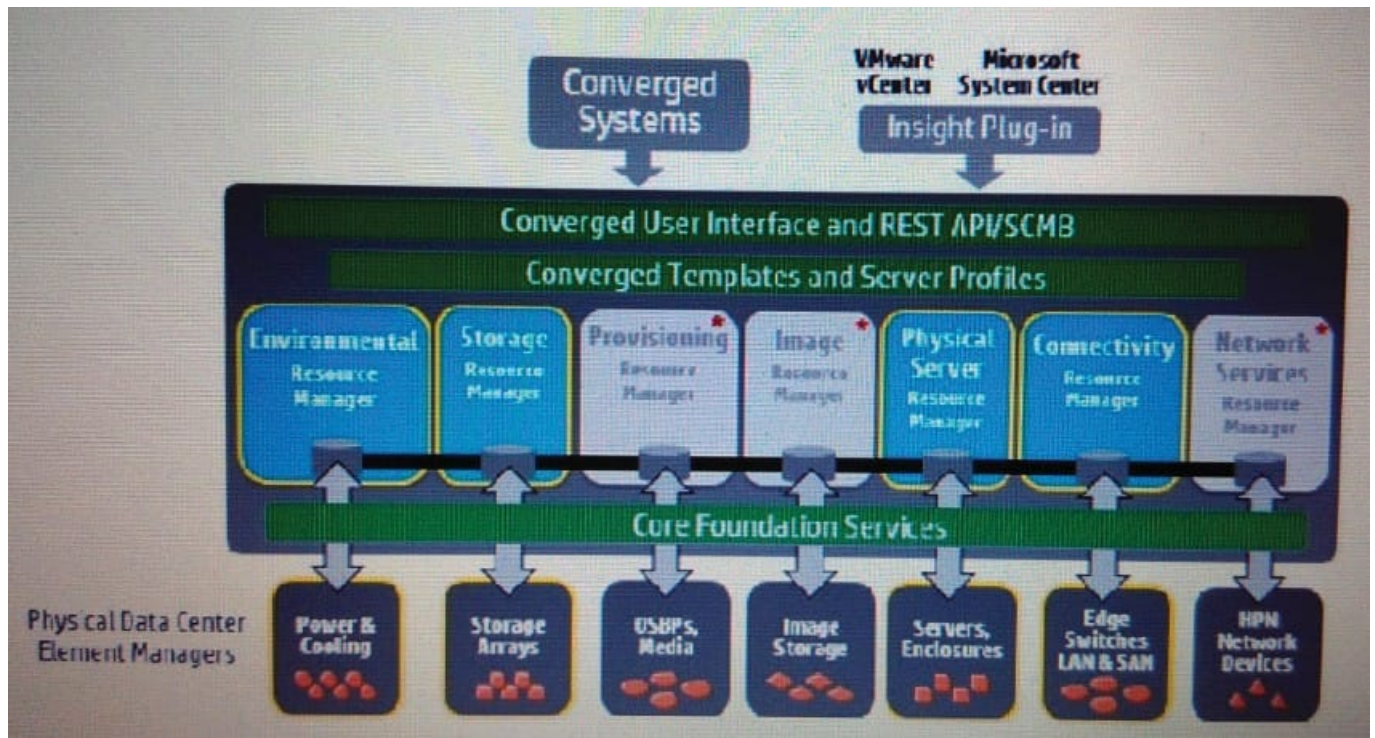 VMware
vCenter
Microsoft
System Center
Converged
Systems
Insight Plug-in
Converged User Interface and REST API/SCMB
Converged Templates and Server Profiles
Environmental
Resource
Manager
Storage
Resource
Manager
Provisioning *
Resource
Manager
Image *
Resource
Manager
Physical
Server
Resource
Manager
Connectivity
Resource
Manager
Network *
Services
Resource
Manager
Core Foundation Services
Physical Data Center
Element Managers
Power &
Cooling
Storage
Arrays
OSBPs,
Media
Image
Storage
Servers,
Enclosures
Edge
Switches
LAN & SAN
HPN
Network
Devices